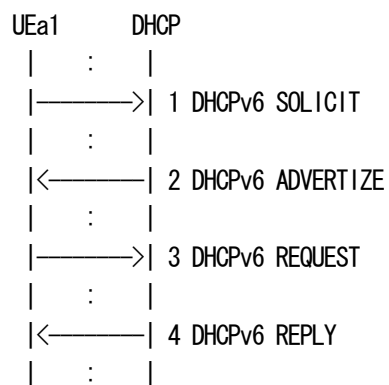 UEa1 DHCP
| : |
|--------->| 1 DHCPv6 SOLICIT
| : |
|<---------| 2 DHCPv6 ADVERTIZE
| : |
|--------->| 3 DHCPv6 REQUEST
| : |
|<---------| 4 DHCPv6 REPLY
| : |